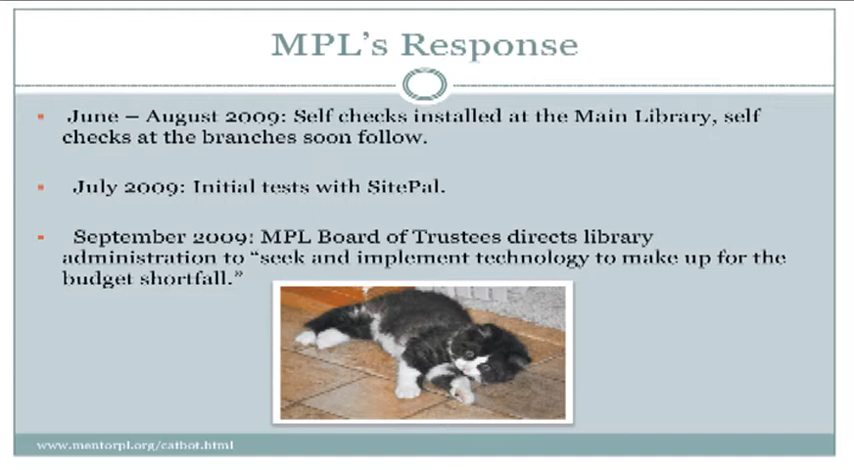 MPL's Response
June – August 2009: Self checks installed at the Main Library, self
checks at the branches soon follow.
July 2009: Initial tests with SitePal.
September 2009: MPL Board of Trustees directs library
administration to “seek and implement technology to make up for the
budget shortfall.”
www.mentorpl.org/catbot.html